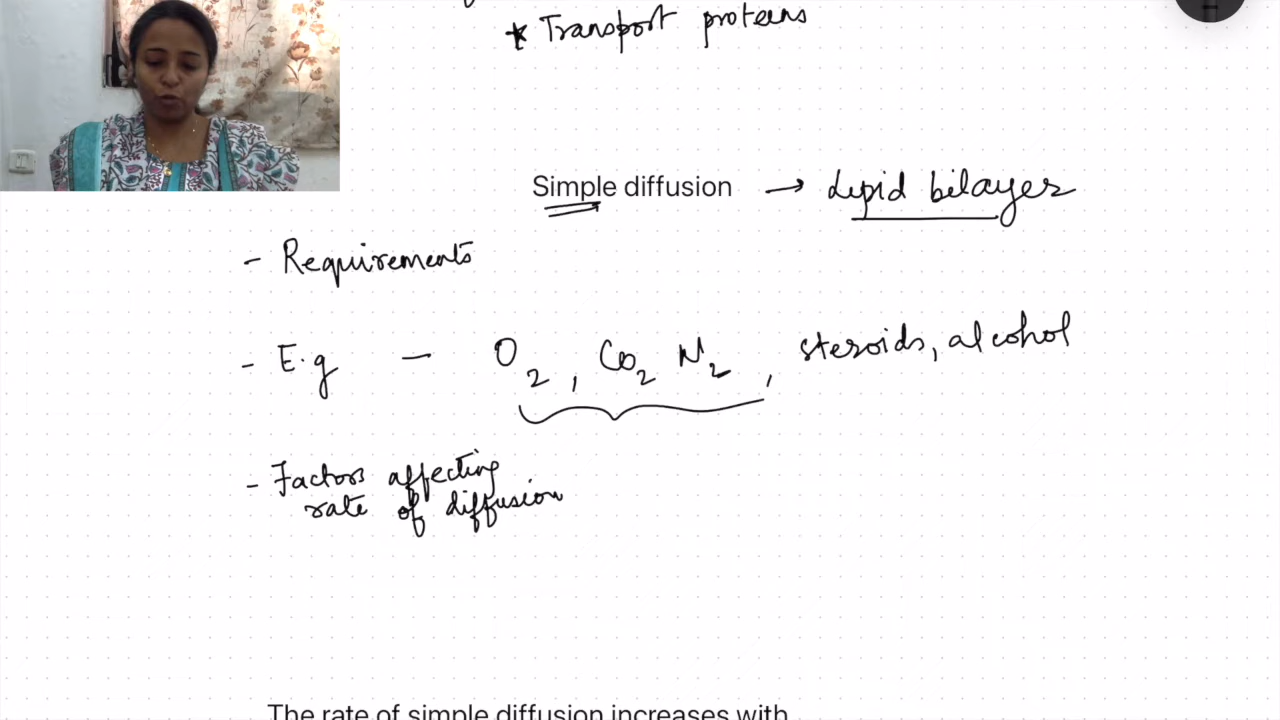 * Transport proteins
Simple diffusion → Lipid bilayer
- Requirements
- E.g - O2, CO2 N2, steroids, alcohol
- Factors affecting
rate of diffusion
The rate of simple diffusion increases with